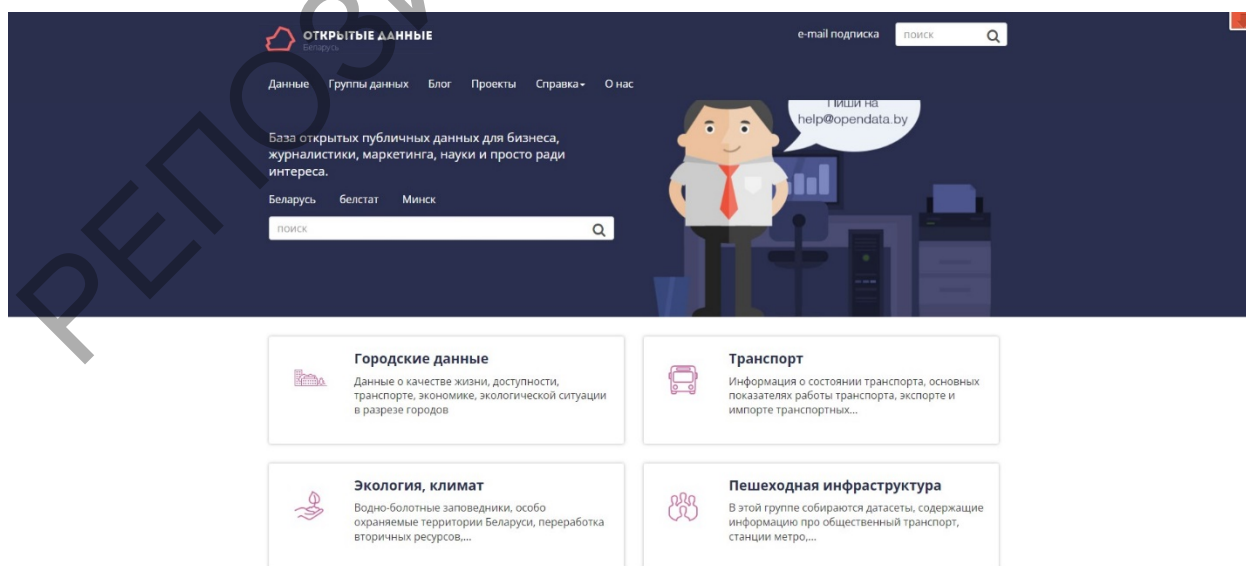 ОТКРЫТЫЕ ДАННЫЕ
Беларусь
e-mail подписка
поиск
Данные Группы данных Блог Проекты Справка О нас
База открытых публичных данных для бизнеса,
журналистики, маркетинга, науки и просто ради
интереса.
Беларусь белстат Минск
поиск
Пиши на
help@opendata.by
Городские данные
Данные о качестве жизни, доступности,
транспорте, экономике, экологической ситуации
в разрезе городов
Транспорт
Информация о состоянии транспорта, основных
показателях работы транспорта, экспорте и
импорте транспортных...
Экология, климат
Водно-болотные заповедники, особо
охраняемые территории Беларуси, переработка
вторичных ресурсов,...
Пешеходная инфраструктура
В этой группе собираются датасеты, содержащие
информацию про общественный транспорт,
станции метро,...
РЕПОЗИ